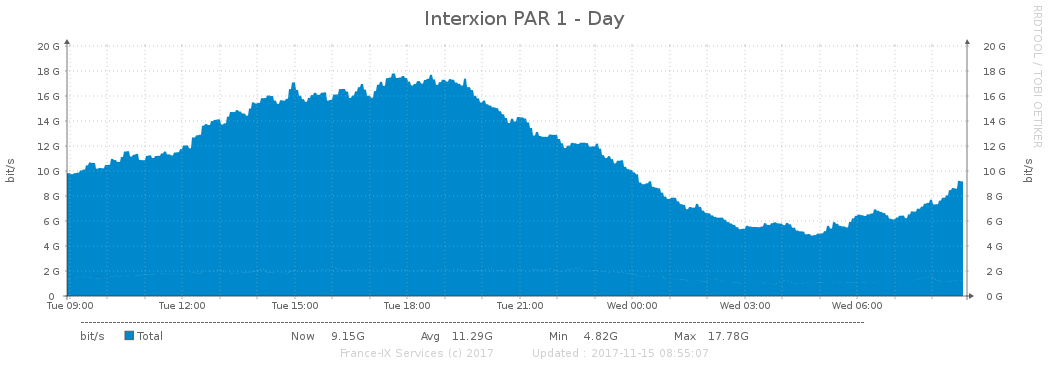 Interxion PAR 1 - Day
RRDTOOL / TOBI OETIKER
bit/s
20 G
18 G
16 G
14 G
12 G
10 G
8 G
6 G
4 G
2 G
0
20 G
18 G
16 G
14 G
12 G
10 G
8 G
6 G
4 G
2 G
0 G
bit/s
Tue 09:00 Tue 12:00 Tue 15:00 Tue 18:00 Tue 21:00 Wed 00:00 Wed 03:00 Wed 06:00
bit/s Total Now 9.15G Avg 11.29G Min 4.82G Max 17.78G
France-IX Services (c) 2017 Updated : 2017-11-15 08:55:07